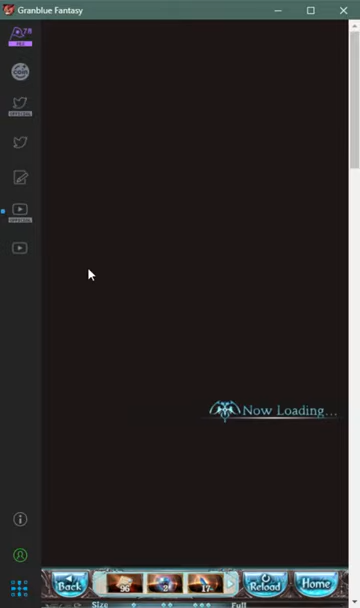 Granblue Fantasy
Now Loading...
Back
96
2
17
Reload
Home
Size
Full